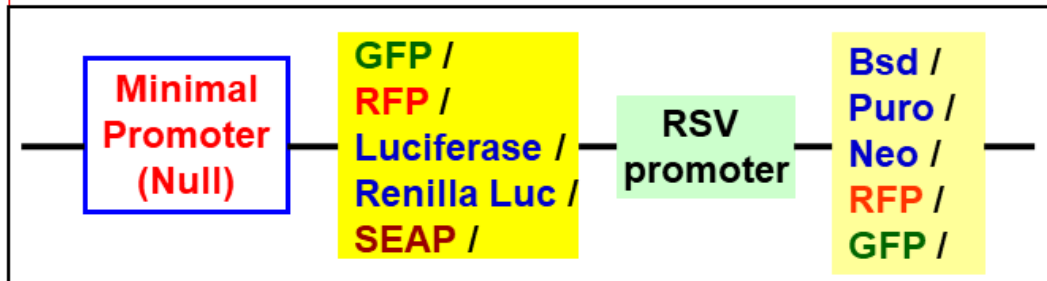 Minimal
Promoter
(Null)
GFP /
RFP /
Luciferase /
Renilla Luc /
SEAP /
RSV
promoter
Bsd /
Puro /
Neo /
RFP /
GFP /